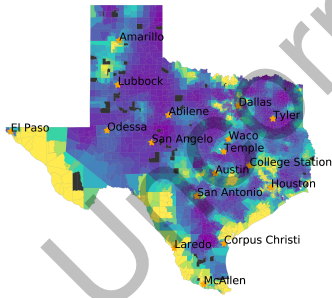 Amarillo
Lubbock
Dallas
Abilene
Tyler
El Paso
Odessa
Waco
San Angelo
Temple
College Station
Austin
Houston
San Antonio
Laredo
Corpus Christi
McAllen